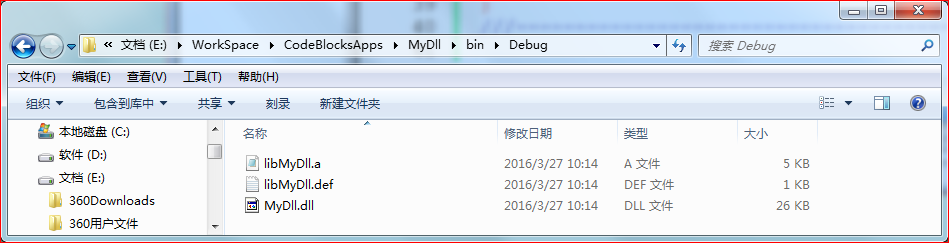 39
40
« 文档 (E:) ▸ WorkSpace ▸ CodeBlocksApps ▸ MyDll ▸ bin ▸ Debug
搜索 Debug
文件(F) 编辑(E) 查看(V) 工具(T) 帮助(H)
组织 包含到库中 共享 刻录 新建文件夹
本地磁盘 (C:)
软件 (D:)
文档 (E:)
360Downloads
360用户文件
名称 修改日期 类型 大小
libMyDll.a 2016/3/27 10:14 A 文件 5 KB
libMyDll.def 2016/3/27 10:14 DEF 文件 1 KB
MyDll.dll 2016/3/27 10:14 DLL 文件 26 KB